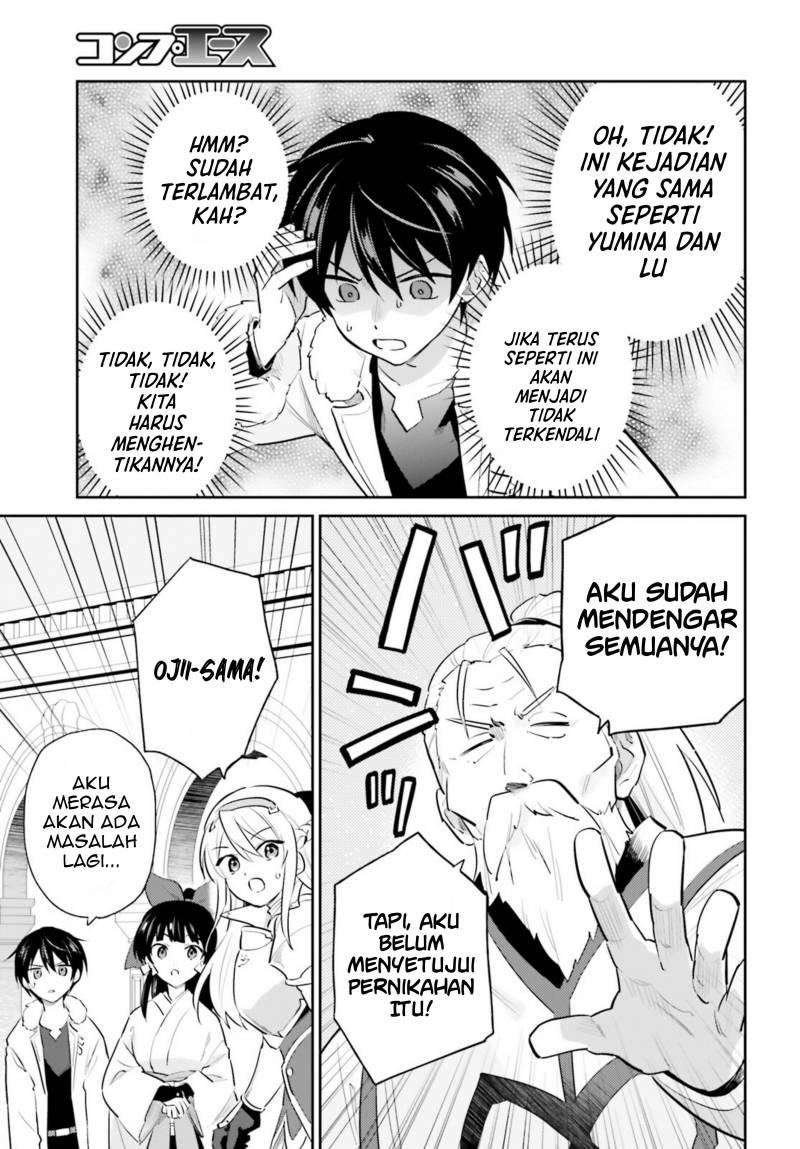 コンプエース
OH, TIDAK!
INI KEJADIAN
YANG SAMA
SEPERTI
YUMINA DAN
LU
JIKA TERUS
SEPERTI INI
AKAN
MENJADI
TIDAK
TERKENDALI
HMM?
SUDAH
TERLAMBAT,
KAH?
TIDAK, TIDAK,
TIDAK!
KITA
HARUS
MENGHEN-
TIKANNYA!
AKU SUDAH
MENDENGAR
SEMUANYA!
TAPI, AKU
BELUM
MENYETUJUI
PERNIKAHAN
ITU!
OJII-SAMA!
AKU
MERASA
AKAN ADA
MASALAH
LAGI...